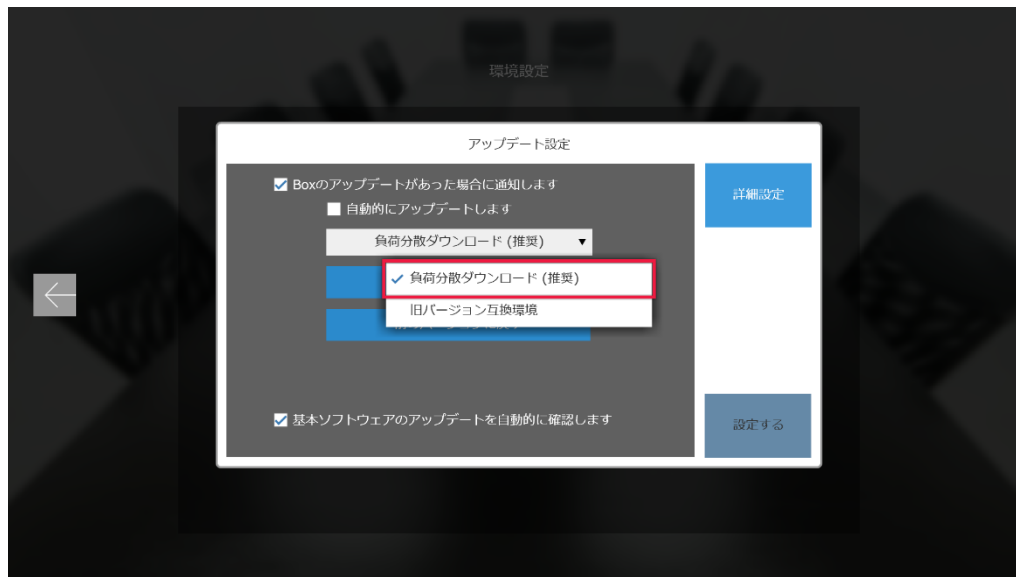 環境設定
アップデート設定
Boxのアップデートがあった場合に通知します
自動的にアップデートします
負荷分散ダウンロード (推奨) ▼
負荷分散ダウンロード (推奨)
旧バージョン互換環境
基本ソフトウェアのアップデートを自動的に確認します
詳細設定
設定する